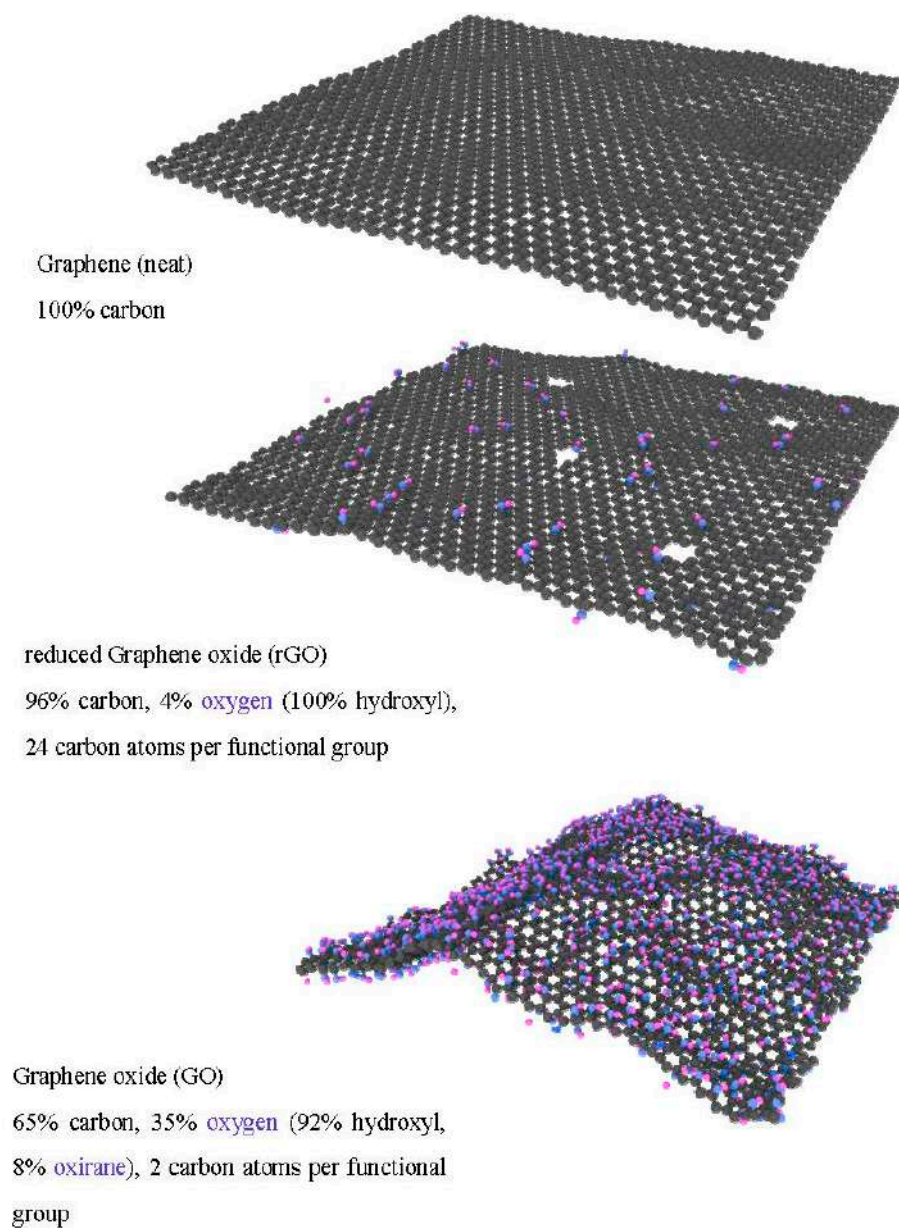 Graphene (neat)
100% carbon
reduced Graphene oxide (rGO)
96% carbon, 4% oxygen (100% hydroxyl),
24 carbon atoms per functional group
Graphene oxide (GO)
65% carbon, 35% oxygen (92% hydroxyl,
8% oxirane), 2 carbon atoms per functional
group